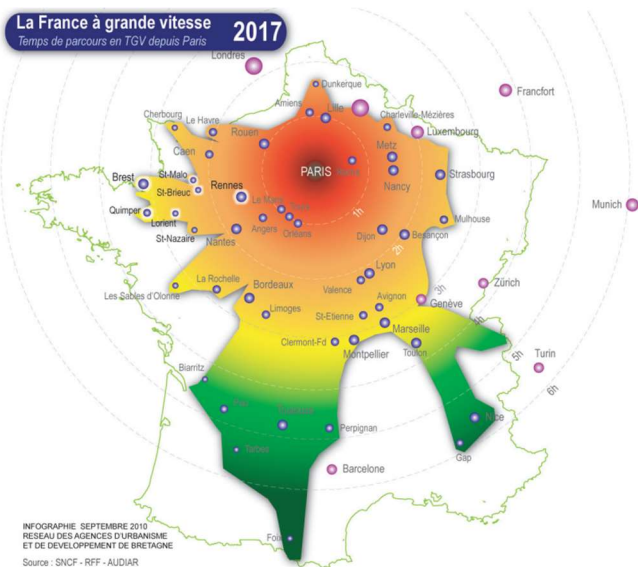 La France à grande vitesse
Temps de parcours en TGV depuis Paris
2017
Londres
Dunkerque
Francfort
Amiens
Lille
Cherbourg
Le Havre
Charleville-Mézières
Luxembourg
Rouen
Caen
Metz
PARIS
Brest
St-Malo
St-Brieuc
Rennes
Nancy
Strasbourg
Le Mans
Tours
Munich
Quimper
Lorient
1h
Mulhouse
Angers
Orléans
St-Nazaire
Nantes
Dijon
Besançon
2h
Lyon
La Rochelle
Valence
Zürich
3h
Les Sables d'Olonne
Bordeaux
Avignon
Genève
Limoges
St-Etienne
4h
Marseille
Clermont-Fd
Montpellier
Toulon
5h
Turin
Biarritz
6h
Pau
Toulouse
Nice
Perpignan
Tarbes
Gap
Barcelone
Foix
INFOGRAPHIE SEPTEMBRE 2010
RESEAU DES AGENCES D'URBANISME
ET DE DEVELOPPEMENT DE BRETAGNE
Source : SNCF - RFF - AUDIAR